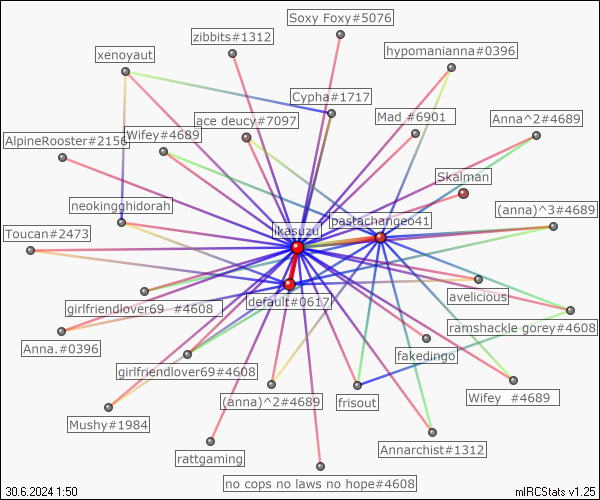 Soxy Foxy#5076
zibbits#1312
hypomanianna#0396
xenoyaut
Cypha#1717
ace deucy#7097
Mad #6901
Anna^2#4689
AlpineRooster#2156
Wifey#4689
Skalman
neokingghidorah
(anna)^3#4689
pastachangeo41
ikasuzu
Toucan#2473
default#0617
avelicious
girlfriendlover69 #4608
ramshackle gorey#4608
Anna.#0396
fakedingo
girlfriendlover69#4608
(anna)^2#4689
frisout
Wifey #4689
Mushy#1984
Annarchist#1312
rattgaming
no cops no laws no hope#4608
30.6.2024 1:50
mIRCStats v1.25